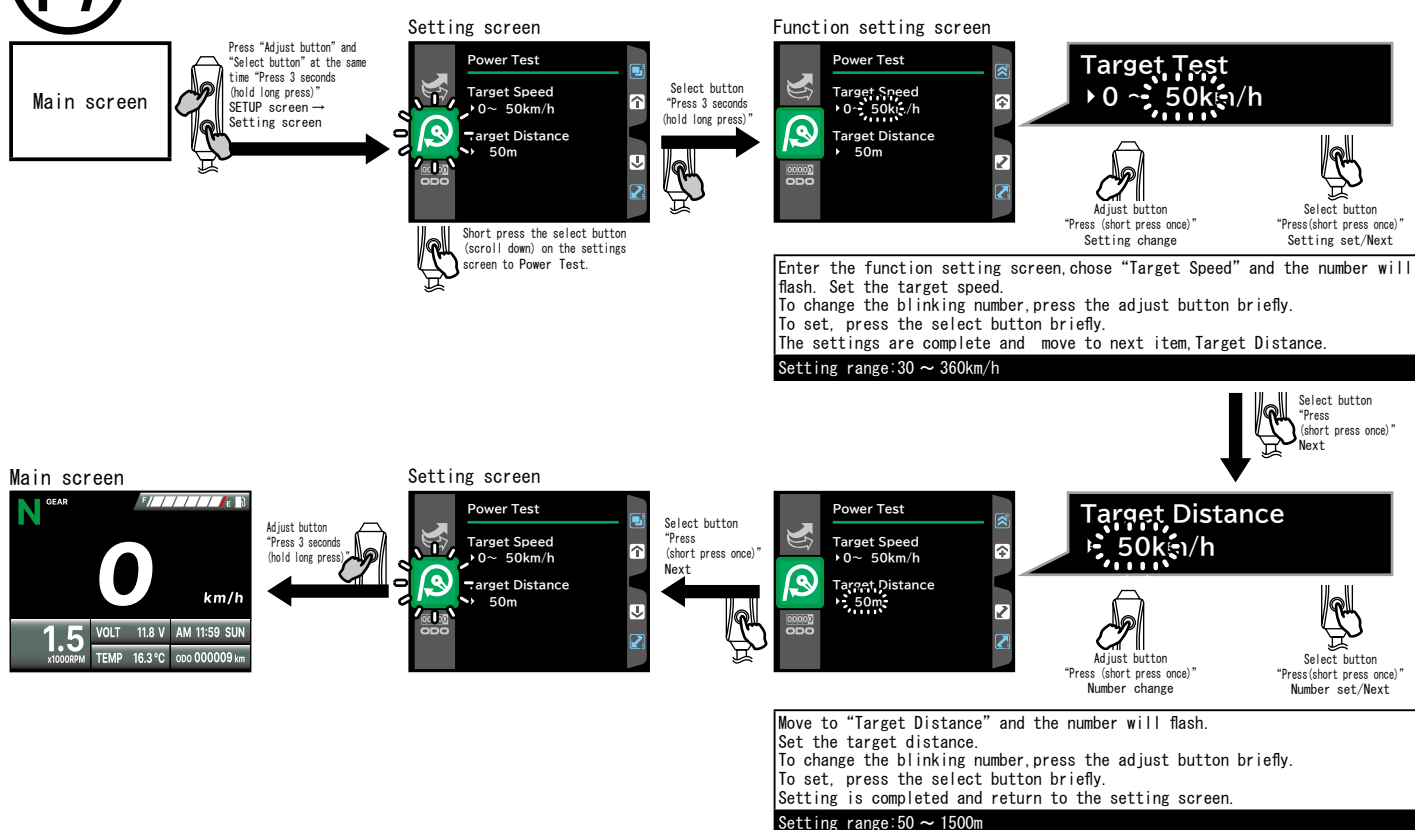 Setting screen
Function setting screen
Main screen
Press “Adjust button” and
“Select button” at the same
time “Press 3 seconds
(hold long press)”
SETUP screen →
Setting screen
Power Test
Target Speed
0~ 50km/h
arget Distance
50m
ODO
Short press the select button
(scroll down) on the settings
screen to Power Test.
Select button
“Press 3 seconds
(hold long press)”
Power Test
Target Speed
0~ 50k /h
Target Distance
50m
ODO
Target Test
0 ~ 50km/h
Adjust button
“Press (short press once)”
Setting change
Select button
“Press(short press once)”
Setting set/Next
Enter the function setting screen,chose “Target Speed” and the number will
flash. Set the target speed.
To change the blinking number,press the adjust button briefly.
To set, press the select button briefly.
The settings are complete and move to next item,Target Distance.
Setting range:30 ～ 360km/h
Select button
“Press
(short press once)”
Next
Main screen
N GEAR
F E
0
km/h
1.5
x1000RPM
VOLT 11.8 V
AM 11:59 SUN
TEMP 16.3°C
ODO 000009 km
Adjust button
“Press 3 seconds
(hold long press)”
Setting screen
Power Test
Target Speed
0~ 50km/h
arget Distance
50m
ODO
Select button
“Press
(short press once)”
Next
Power Test
Target Speed
0~ 50km/h
Target Distance
50m
ODO
Target Distance
50km/h
Adjust button
“Press (short press once)”
Number change
Select button
“Press(short press once)”
Number set/Next
Move to “Target Distance” and the number will flash.
Set the target distance.
To change the blinking number,press the adjust button briefly.
To set, press the select button briefly.
Setting is completed and return to the setting screen.
Setting range:50 ～ 1500m